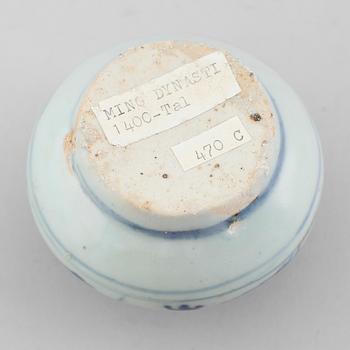 MING DYNASTI
1400-Tal
470 C